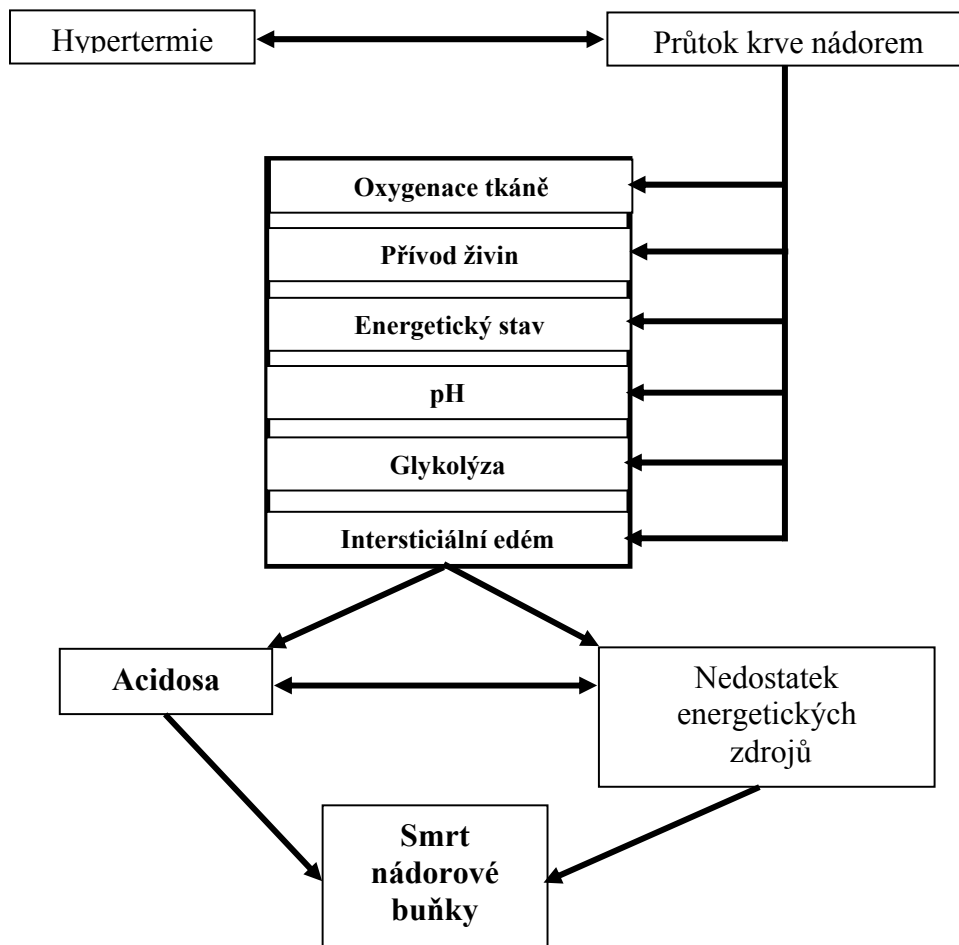 Hypertermie
Průtok krve nádorem
Oxygenace tkáně
Přívod živin
Energetický stav
pH
Glykolýza
Intersticiální edém
Acidosa
Nedostatek
energetických
zdrojů
Smrt
nádorové
buňky